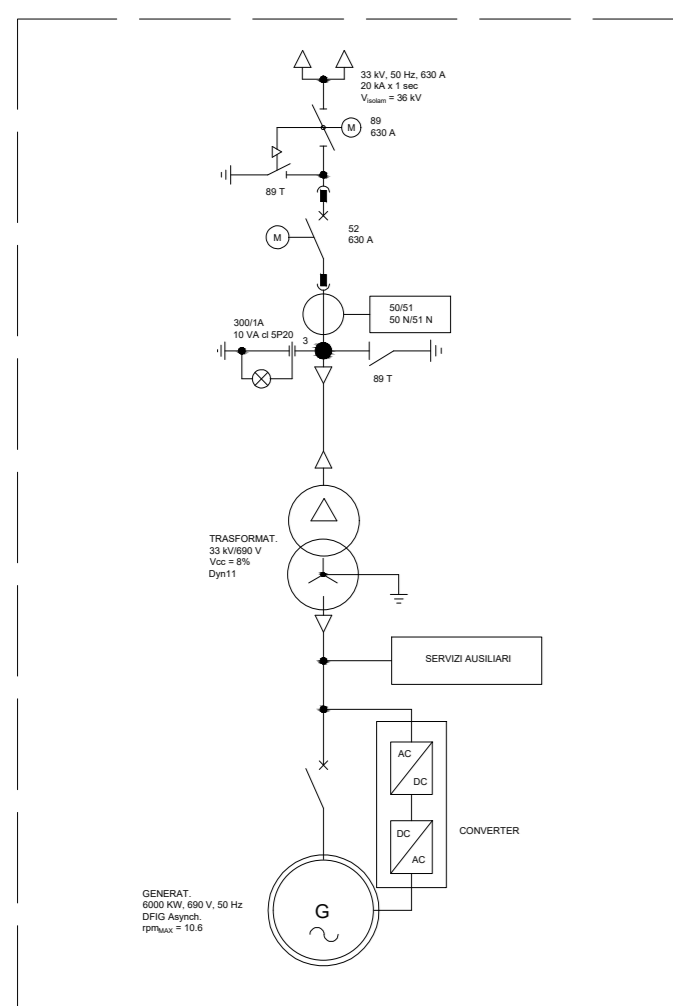 33 kV, 50 Hz, 630 A
20 kA x 1 sec
Visolam = 36 kV
M
89
630 A
89 T
52
630 A
M
50/51
50 N/51 N
300/1A
10 VA cl 5P20
3
89 T
TRASFORMAT.
33 kV/690 V
Vcc = 8%
Dyn11
SERVIZI AUSILIARI
AC
DC
DC
AC
CONVERTER
GENERAT.
6000 KW, 690 V, 50 Hz
DFIG Asynch.
rpmMAX = 10.6
G